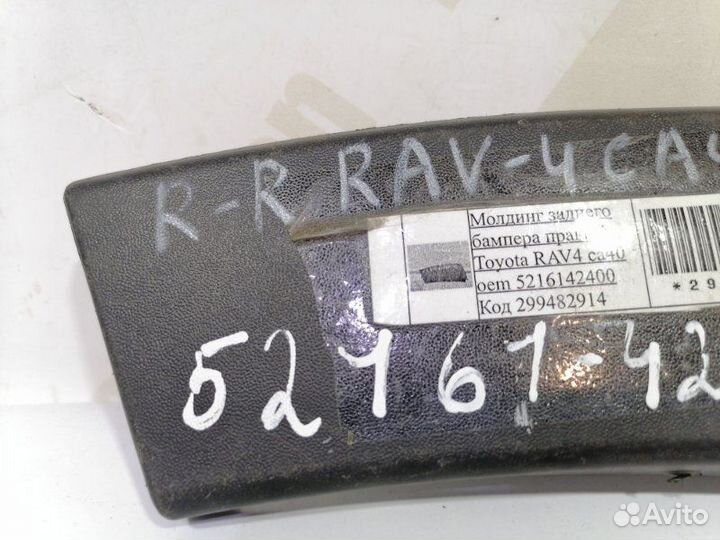 R-R RAV-4 CA4
Молдинг заднего
бампера прав
Toyota RAV4 ca40
oem 5216142400
Код 299482914
*29
52161-42
Avito